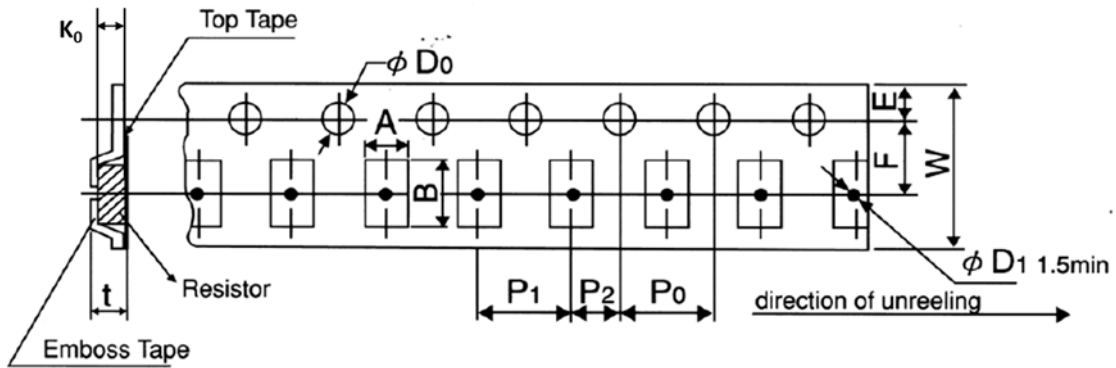 K0
Top Tape
ϕ D0
A
B
E
F
W
ϕ D1 1.5min
t
Resistor
P1
P2
P0
direction of unreeling
Emboss Tape